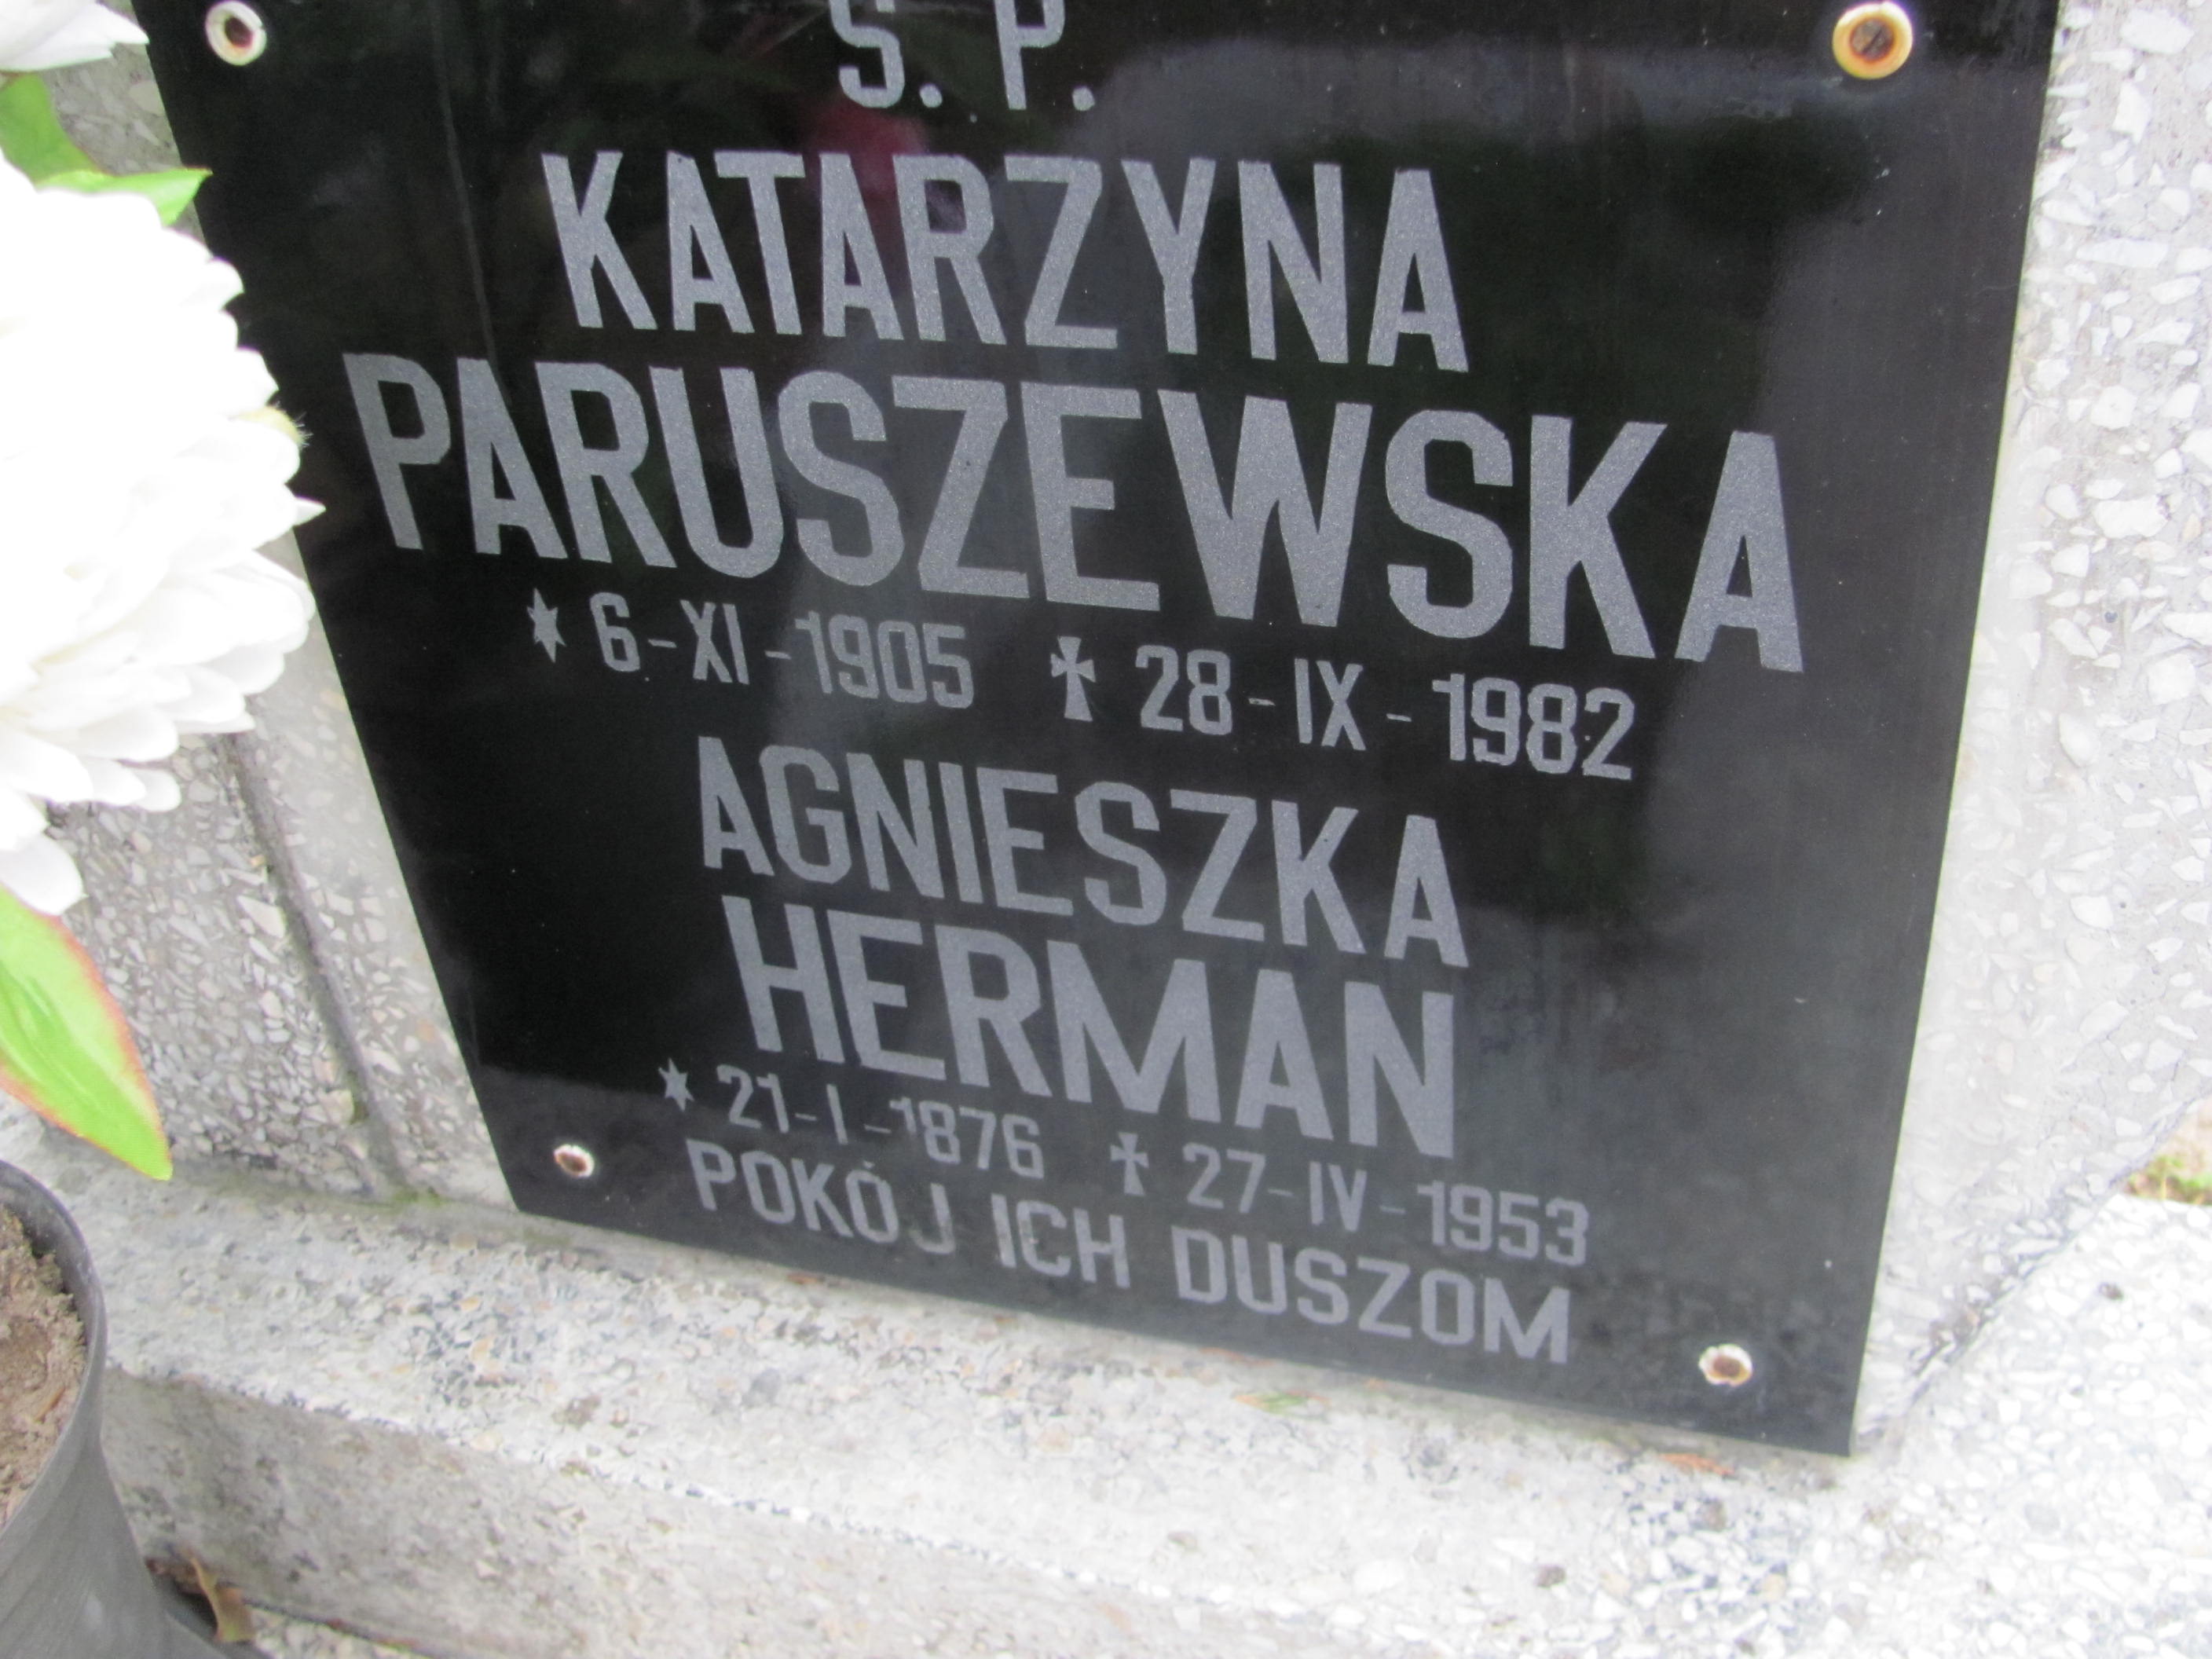 Ś. P.
KATARZYNA
PARUSZEWSKA
* 6-XI-1905 ✝ 28-IX-1982
AGNIESZKA
HERMAN
* 21-I-1876 ✝ 27-IV-1953
POKÓJ ICH DUSZOM